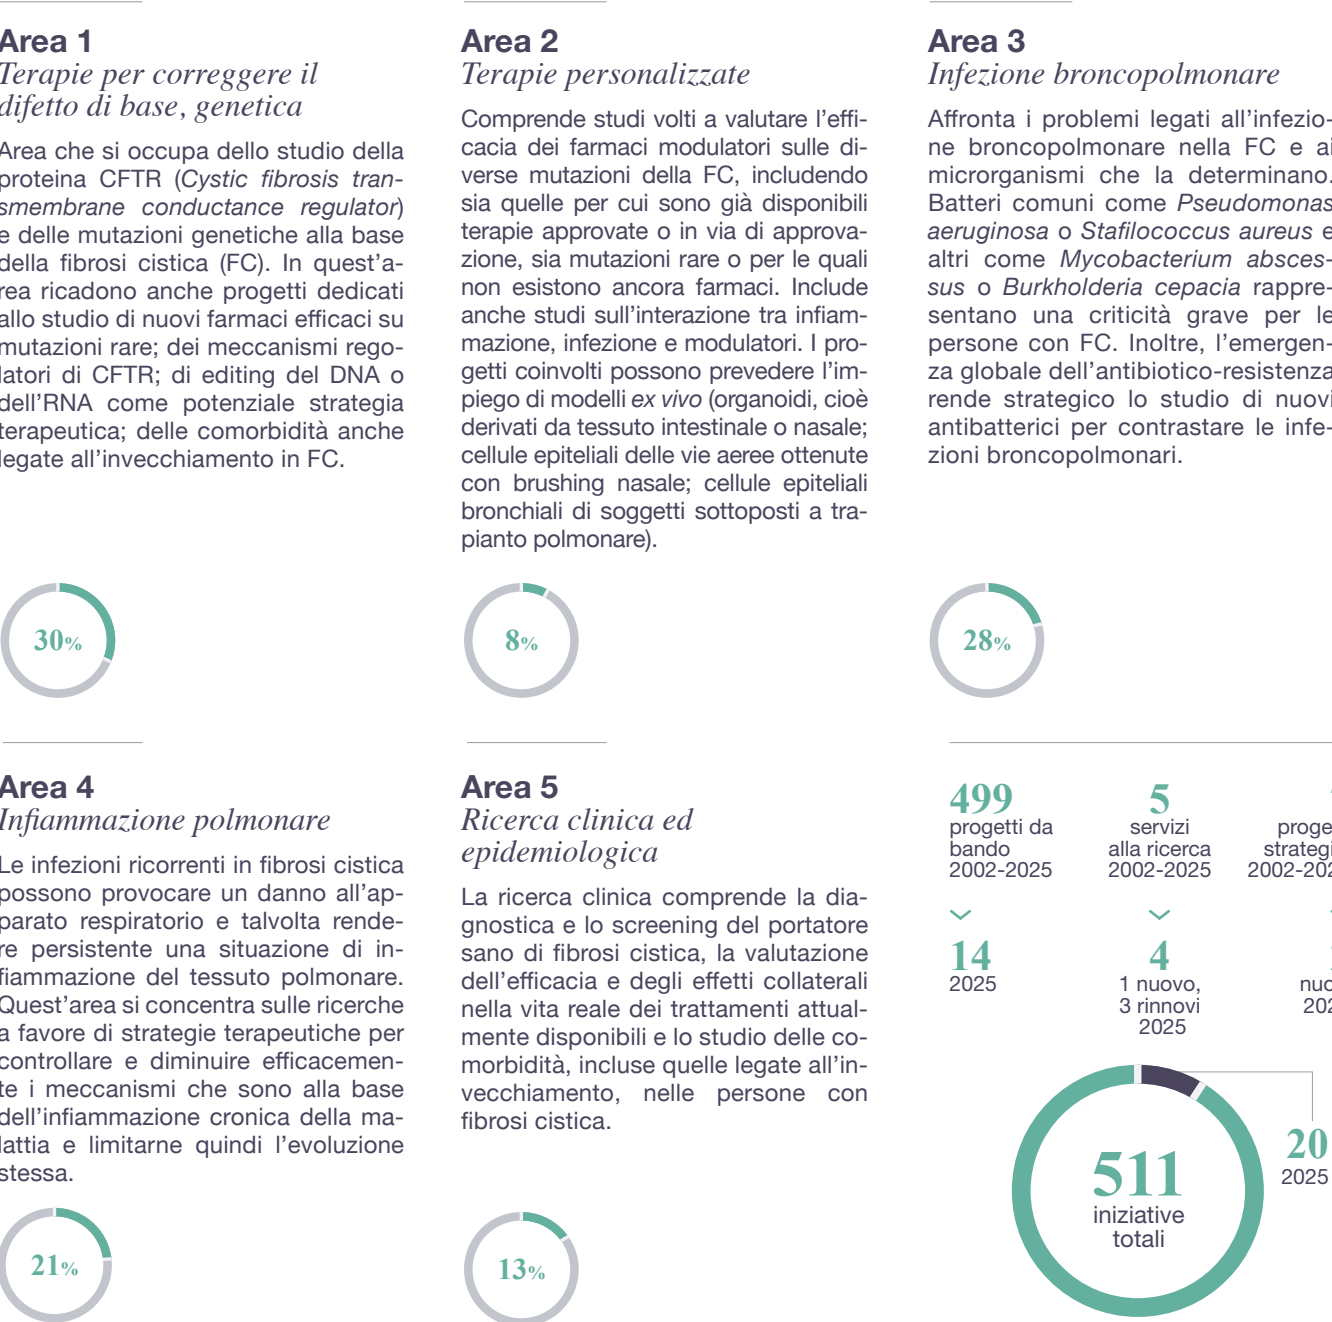 Area 1
Terapie per correggere il
difetto di base, genetica
Area che si occupa dello studio della
proteina CFTR (Cystic fibrosis tran-
smembrane conductance regulator)
e delle mutazioni genetiche alla base
della fibrosi cistica (FC). In quest'a-
rea ricadono anche progetti dedicati
allo studio di nuovi farmaci efficaci su
mutazioni rare; dei meccanismi rego-
latori di CFTR; di editing del DNA o
dell'RNA come potenziale strategia
terapeutica; delle comorbidità anche
legate all'invecchiamento in FC.
30%
Area 2
Terapie personalizzate
Comprende studi volti a valutare l'effi-
cacia dei farmaci modulatori sulle di-
verse mutazioni della FC, includendo
sia quelle per cui sono già disponibili
terapie approvate o in via di approva-
zione, sia mutazioni rare o per le quali
non esistono ancora farmaci. Include
anche studi sull'interazione tra infiam-
mazione, infezione e modulatori. I pro-
getti coinvolti possono prevedere l'im-
piego di modelli ex vivo (organoidi, cioè
derivati da tessuto intestinale o nasale;
cellule epiteliali delle vie aeree ottenute
con brushing nasale; cellule epiteliali
bronchiali di soggetti sottoposti a tra-
pianto polmonare).
8%
Area 3
Infezione broncopolmonare
Affronta i problemi legati all'infezio-
ne broncopolmonare nella FC e ai
microrganismi che la determinano.
Batteri comuni come Pseudomonas
aeruginosa o Stafilococcus aureus e
altri come Mycobacterium absces-
sus o Burkholderia cepacia rappre-
sentano una criticità grave per le
persone con FC. Inoltre, l'emergen-
za globale dell'antibiotico-resistenza
rende strategico lo studio di nuovi
antibatterici per contrastare le infe-
zioni broncopolmonari.
28%
Area 4
Infiammazione polmonare
Le infezioni ricorrenti in fibrosi cistica
possono provocare un danno all'ap-
parato respiratorio e talvolta rende-
re persistente una situazione di in-
fiammazione del tessuto polmonare.
Quest'area si concentra sulle ricerche
a favore di strategie terapeutiche per
controllare e diminuire efficacemen-
te i meccanismi che sono alla base
dell'infiammazione cronica della ma-
lattia e limitarne quindi l'evoluzione
stessa.
21%
Area 5
Ricerca clinica ed
epidemiologica
La ricerca clinica comprende la dia-
gnostica e lo screening del portatore
sano di fibrosi cistica, la valutazione
dell'efficacia e degli effetti collaterali
nella vita reale dei trattamenti attual-
mente disponibili e lo studio delle co-
morbidità, incluse quelle legate all'in-
vecchiamento, nelle persone con
fibrosi cistica.
13%
499
progetti da
bando
2002-2025
14
2025
5
servizi
alla ricerca
2002-2025
4
1 nuovo,
3 rinnovi
2025
511
iniziative
totali
20
2025